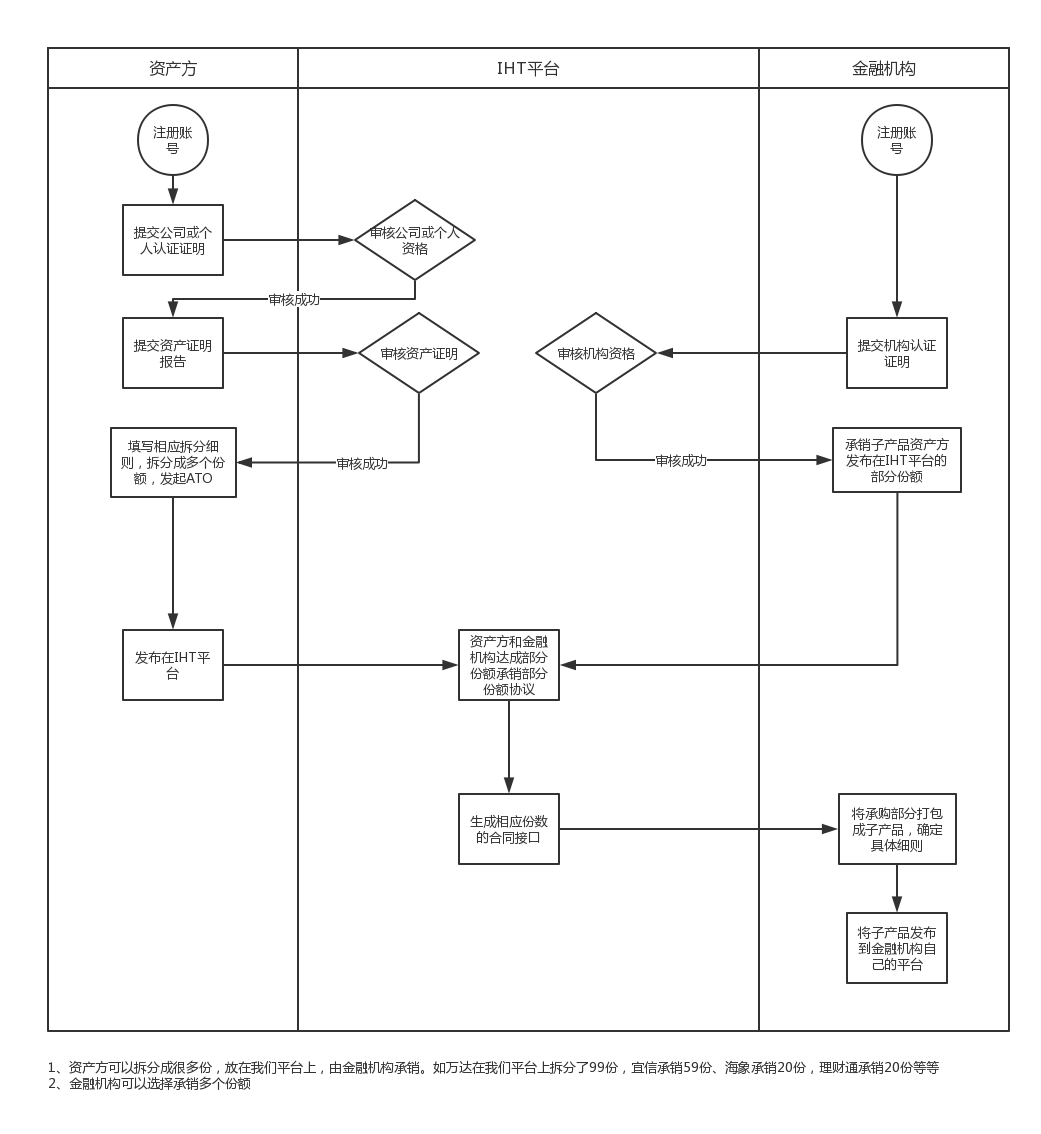 资产方
IHT平台
金融机构
注册账
号
注册账
号
提交公司或个
人认证证明
审核公司或个人
资格
审核成功
提交资产证明
报告
审核资产证明
审核机构资格
提交机构认证
证明
填写相应拆分细
则，拆分成多个份
额，发起ATO
审核成功
审核成功
承销子产品资产方
发布在IHT平台的
部分份额
发布在IHT平
台
资产方和金融
机构达成部分
份额承销部分
份额协议
生成相应份数
的合同接口
将承购部分打包
成子产品，确定
具体细则
将子产品发布
到金融机构自
己的平台
1、资产方可以拆分成很多份，放在我们平台上，由金融机构承销。如万达在我们平台上拆分了99份，宜信承销59份、海象承销20份，理财通承销20份等等
2、金融机构可以选择承销多个份额